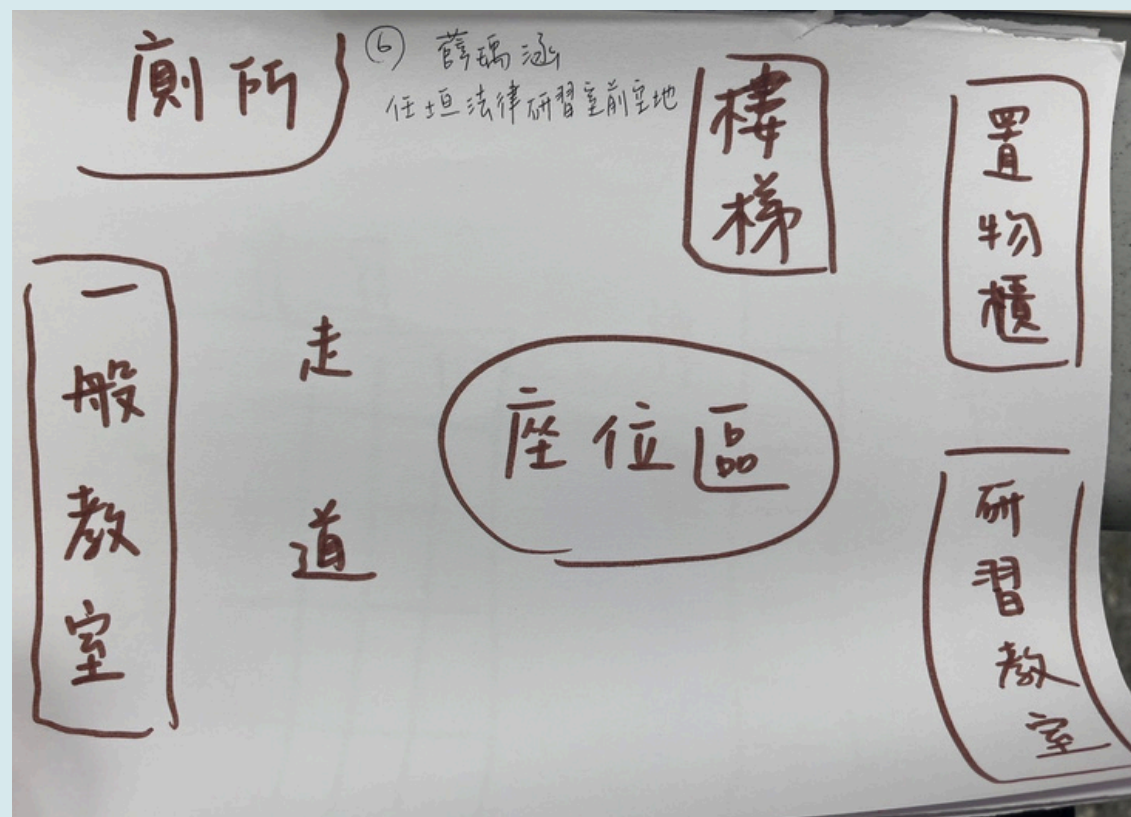 廁所
⑥ 薛瑀涵
任垣法律研習室前空地
樓梯
置物櫃
一般教室
走道
座位區
研習教室